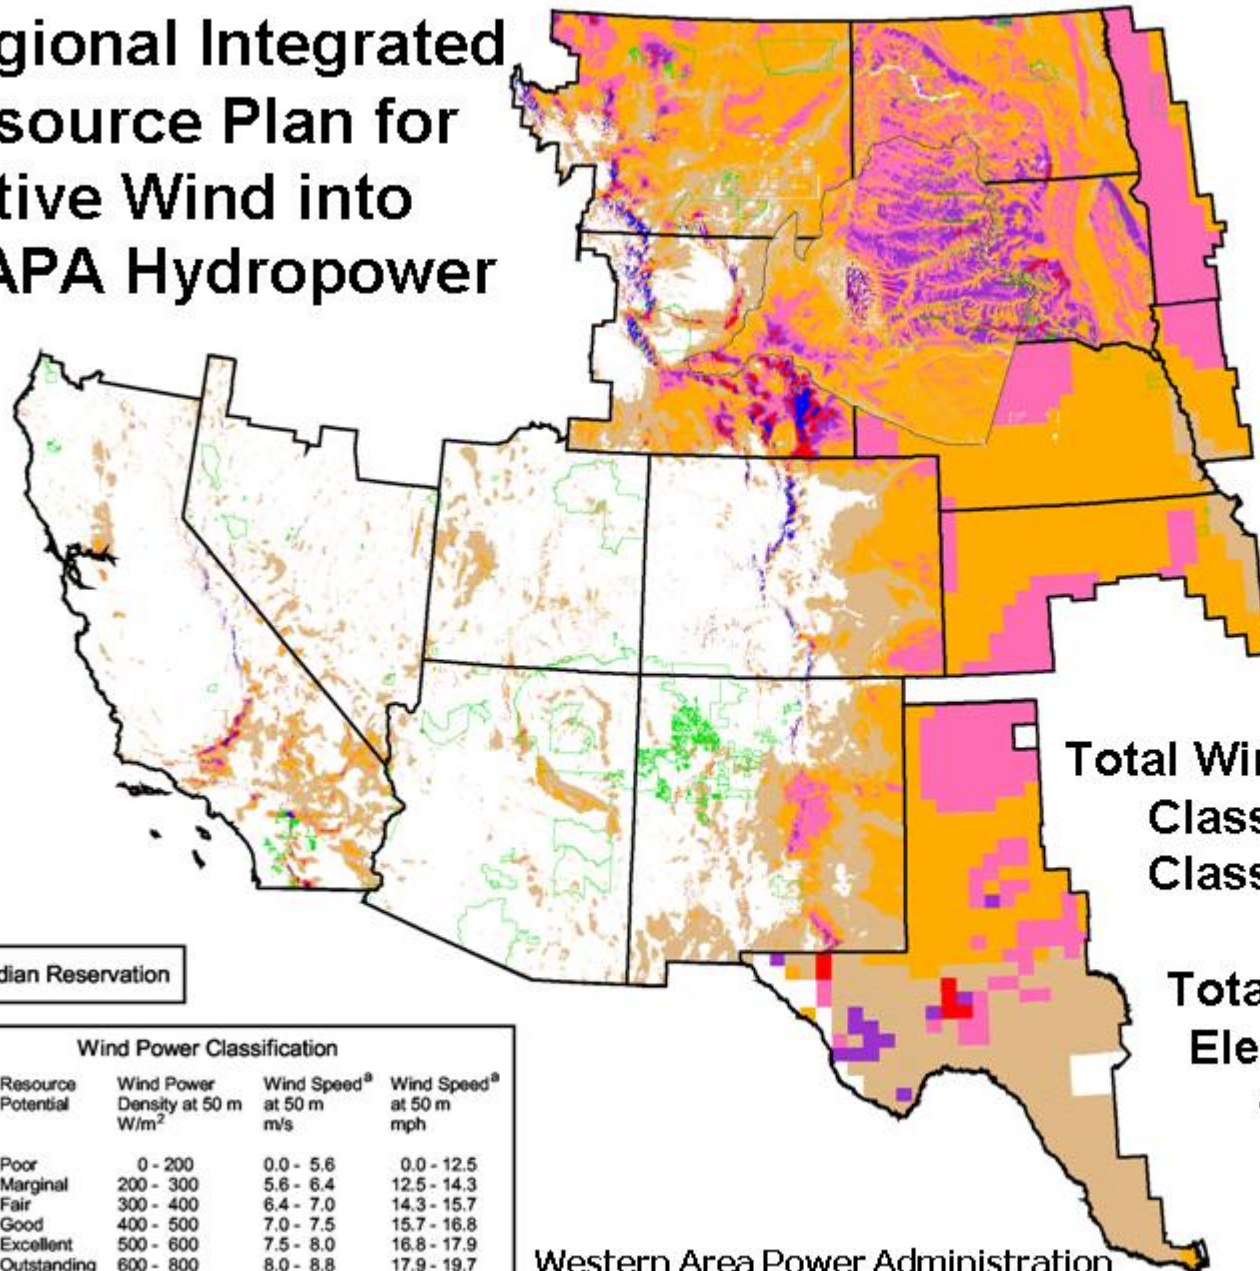 gional Integrated
source Plan for
tive Wind into
APA Hydropower
Total Win
Class
Class
Tota
Ele
dian Reservation
Wind Power Classification
Resource Potential
Wind Power Density at 50 m W/m²
Wind Speedᵃ at 50 m m/s
Wind Speedᵃ at 50 m mph
Poor 0 - 200 0.0 - 5.6 0.0 - 12.5
Marginal 200 - 300 5.6 - 6.4 12.5 - 14.3
Fair 300 - 400 6.4 - 7.0 14.3 - 15.7
Good 400 - 500 7.0 - 7.5 15.7 - 16.8
Excellent 500 - 600 7.5 - 8.0 16.8 - 17.9
Outstanding 600 - 800 8.0 - 8.8 17.9 - 19.7
Western Area Power Administration